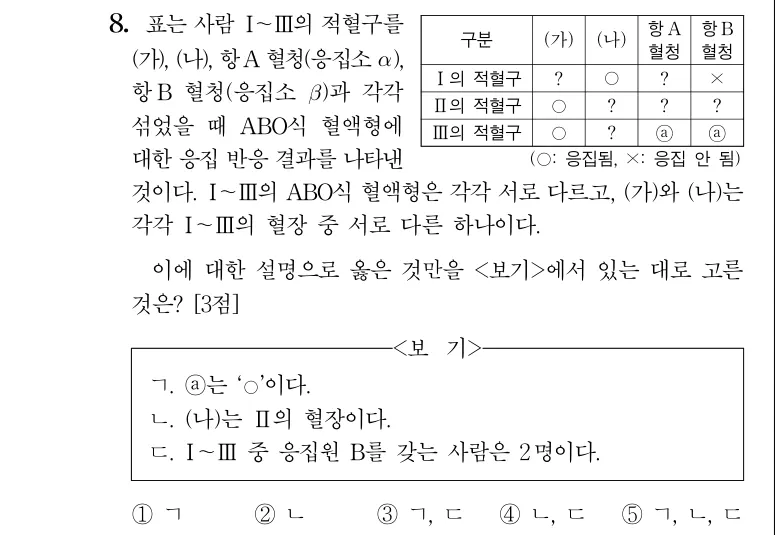 8. 표는 사람 Ⅰ~Ⅲ의 적혈구를
(가), (나), 항 A 혈청(응집소 α),
항 B 혈청(응집소 β)과 각각
섞었을 때 ABO식 혈액형에
대한 응집 반응 결과를 나타낸
구분 (가) (나) 항 A 혈청 항 B 혈청
Ⅰ의 적혈구 ? ○ ? ×
Ⅱ의 적혈구 ○ ? ? ?
Ⅲ의 적혈구 ○ ? ⓐ ⓐ
(○: 응집됨, ×: 응집 안 됨)
것이다. Ⅰ~Ⅲ의 ABO식 혈액형은 각각 서로 다르고, (가)와 (나)는
각각 Ⅰ~Ⅲ의 혈장 중 서로 다른 하나이다.
이에 대한 설명으로 옳은 것만을 <보기>에서 있는 대로 고른
것은? [3점]
<보 기>
ㄱ. ⓐ는 ‘○’이다.
ㄴ. (나)는 Ⅱ의 혈장이다.
ㄷ. Ⅰ~Ⅲ 중 응집원 B를 갖는 사람은 2명이다.
① ㄱ ② ㄴ ③ ㄱ, ㄷ ④ ㄴ, ㄷ ⑤ ㄱ, ㄴ, ㄷ